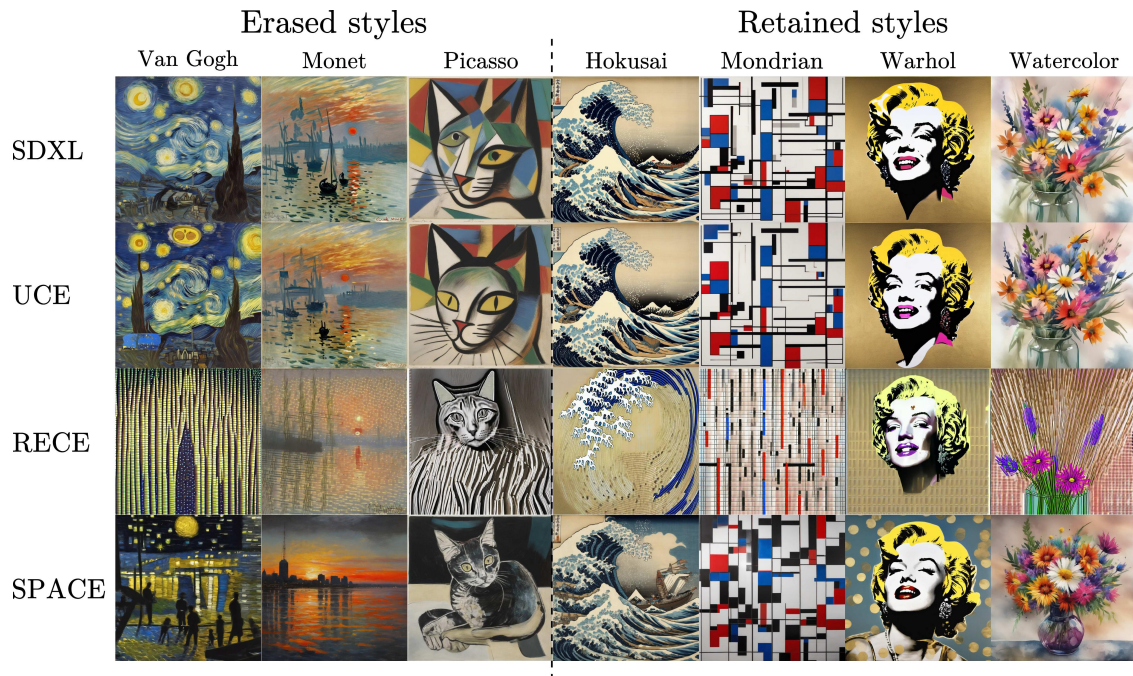 Erased styles
Retained styles
Van Gogh
Monet
Picasso
Hokusai
Mondrian
Warhol
Watercolor
SDXL
UCE
RECE
SPACE